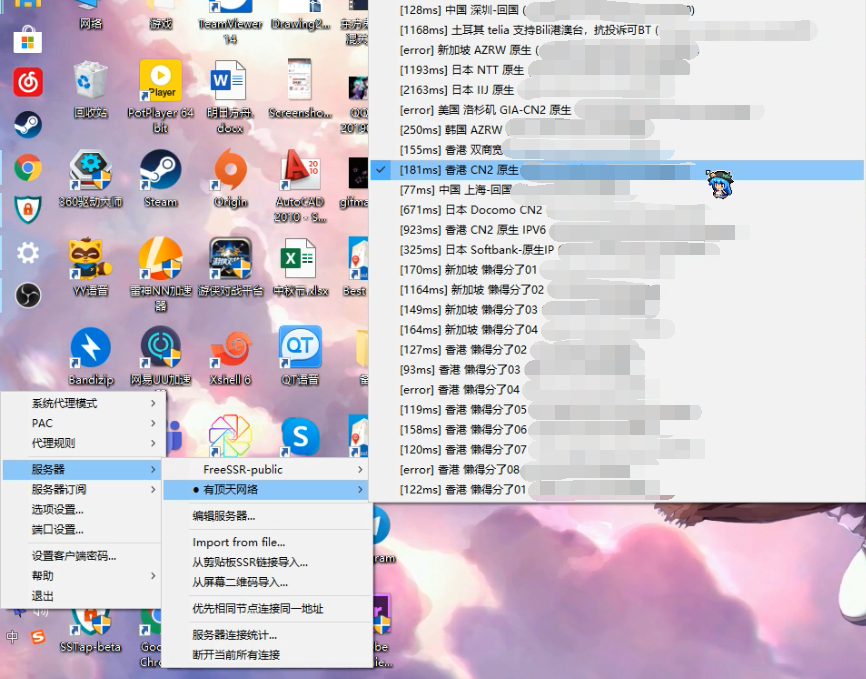 网络
游戏
TeamViewer
14
Drawing2...
回收站
PotPlayer 64
bit
明日方舟.
docx
Screensho...
QQ
360驱动大师
Steam
Origin
AutoCAD
2010 - S...
gifma
YY语音
雷神NN加速
器
游侠对战平台
中秋节.xlsx
Best
Bandizip
网易UU加速
Xshell 6
QT语音
SSTap-beta
Goo
Chro
ram
中
系统代理模式
PAC
代理规则
服务器
服务器订阅
选项设置...
端口设置...
设置客户端密码...
帮助
退出
FreeSSR-public
● 有顶天网络
编辑服务器...
Import from file...
从剪贴板SSR链接导入...
从屏幕二维码导入...
优先相同节点连接同一地址
服务器连接统计...
断开当前所有连接
[128ms] 中国 深圳-回国 (
[1168ms] 土耳其 telia 支持Bili港澳台，抗投诉可BT (
[error] 新加坡 AZRW 原生 (
[1193ms] 日本 NTT 原生
[2163ms] 日本 IIJ 原生
[error] 美国 洛杉矶 GIA-CN2 原生
[250ms] 韩国 AZRW
[155ms] 香港 双商宽
[181ms] 香港 CN2 原生
[77ms] 中国 上海-回国
[671ms] 日本 Docomo CN2
[923ms] 香港 CN2 原生 IPV6
[325ms] 日本 Softbank-原生IP
[170ms] 新加坡 懒得分了01
[1164ms] 新加坡 懒得分了02
[149ms] 新加坡 懒得分了03
[164ms] 新加坡 懒得分了04
[127ms] 香港 懒得分了02
[93ms] 香港 懒得分了03
[error] 香港 懒得分了04
[119ms] 香港 懒得分了05
[158ms] 香港 懒得分了06
[120ms] 香港 懒得分了07
[error] 香港 懒得分了08
[122ms] 香港 懒得分了01